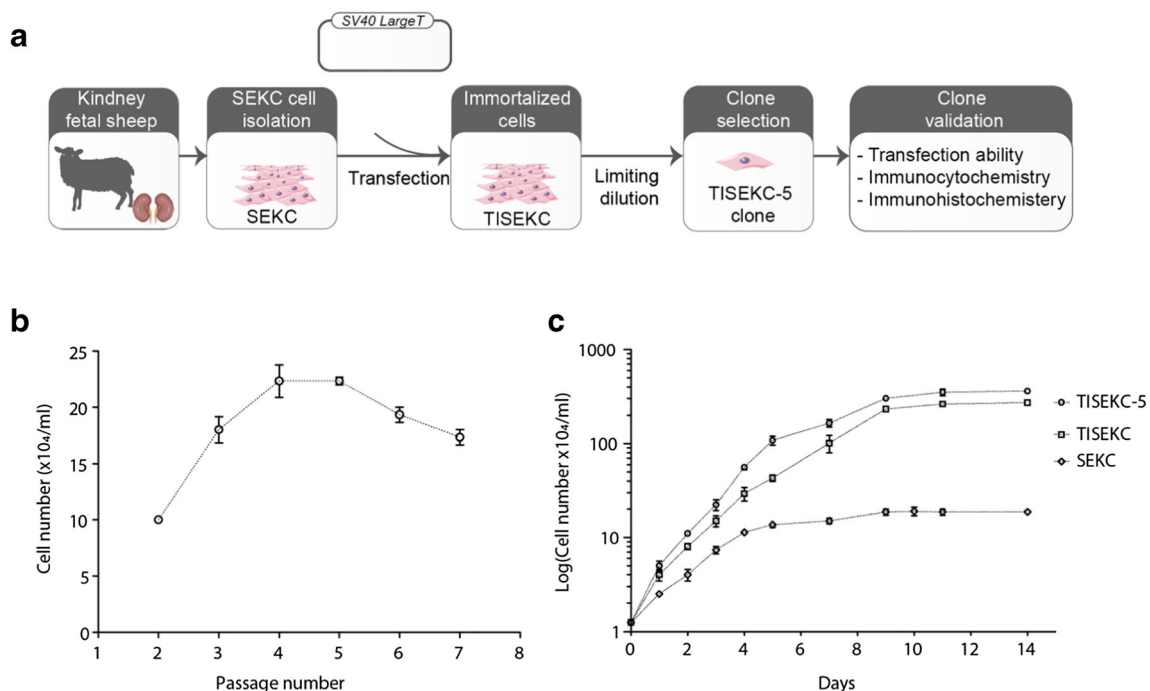 a
SV40 LargeT
Kindney
fetal sheep
SEKC cell
isolation
Immortalized
cells
Clone
selection
Clone
validation
SEKC
Transfection
TISEKC
Limiting
dilution
TISEKC-5
clone
- Transfection ability
- Immunocytochemistry
- Immunohistochemistery
b
Cell number (x10₄/ml)
25
20
15
10
5
0
1 2 3 4 5 6 7 8
Passage number
c
Log(Cell number x10₄/ml)
1000
100
10
1
0 2 4 6 8 10 12 14
Days
TISEKC-5
TISEKC
SEKC